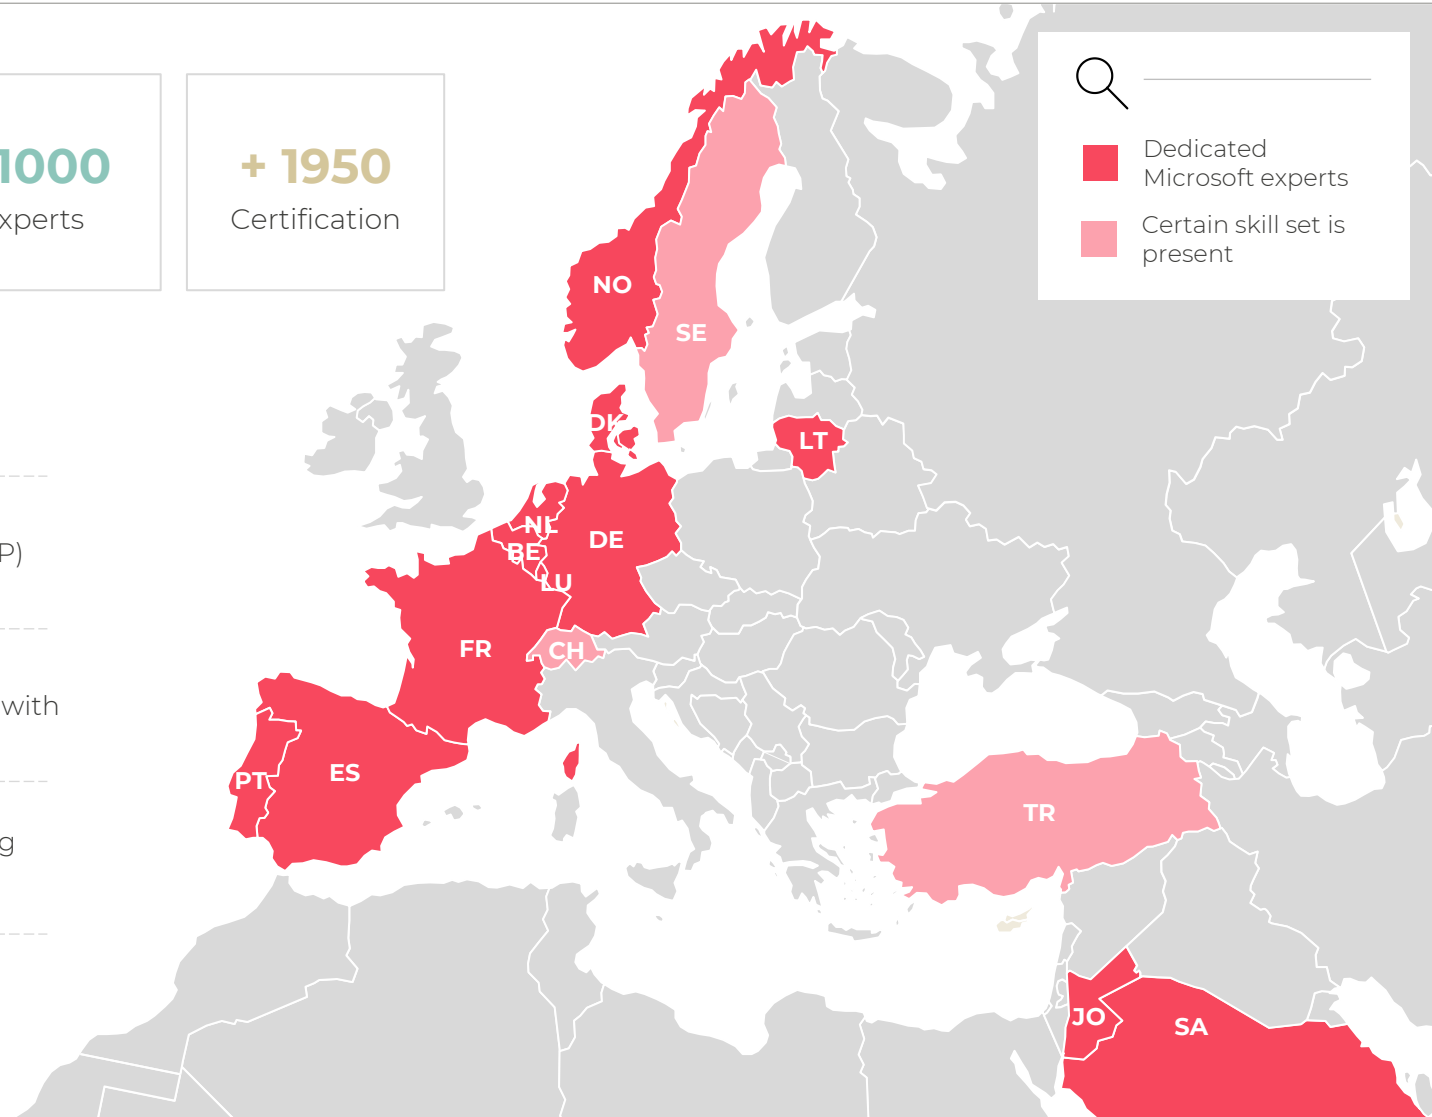 1000
xperts
+ 1950
Certification
P)
with
g
Dedicated
Microsoft experts
Certain skill set is
present
NO
SE
DK
LT
NL
DE
BE
LU
FR
CH
PT
ES
TR
JO
SA